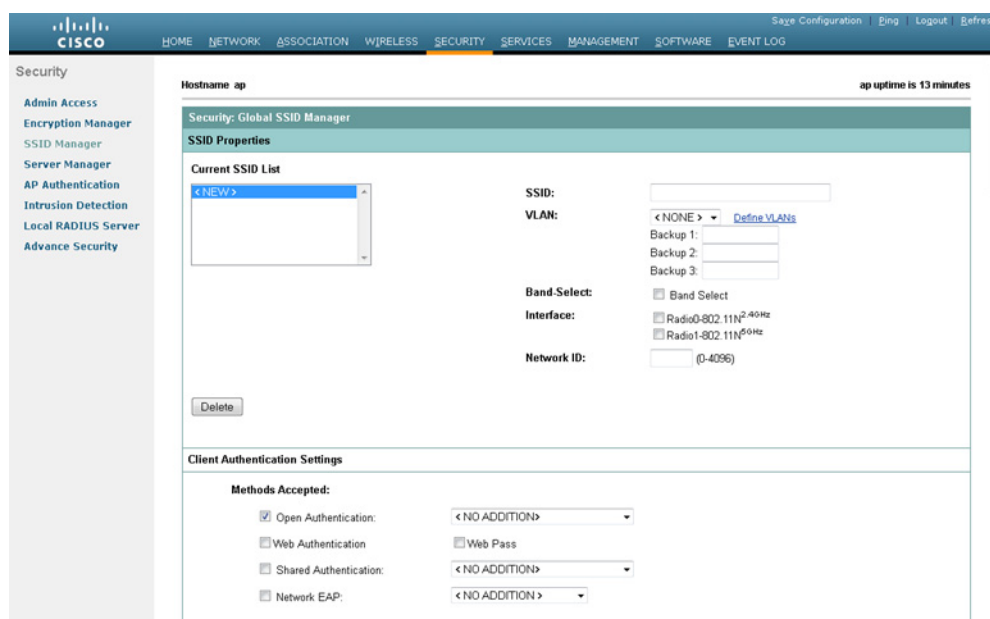 Save Configuration | Ping | Logout | Refres
CISCO
HOME NETWORK ASSOCIATION WIRELESS SECURITY SERVICES MANAGEMENT SOFTWARE EVENT LOG
Security
Admin Access
Encryption Manager
SSID Manager
Server Manager
AP Authentication
Intrusion Detection
Local RADIUS Server
Advance Security
Hostname ap
ap uptime is 13 minutes
Security: Global SSID Manager
SSID Properties
Current SSID List
< NEW >
SSID:
VLAN:
< NONE > Define VLANs
Backup 1:
Backup 2:
Backup 3:
Band-Select:
Band Select
Interface:
Radio0-802.11N2.4GHz
Radio1-802.11N5GHz
Network ID:
(0-4096)
Delete
Client Authentication Settings
Methods Accepted:
Open Authentication: < NO ADDITION>
Web Authentication Web Pass
Shared Authentication: < NO ADDITION>
Network EAP: < NO ADDITION >